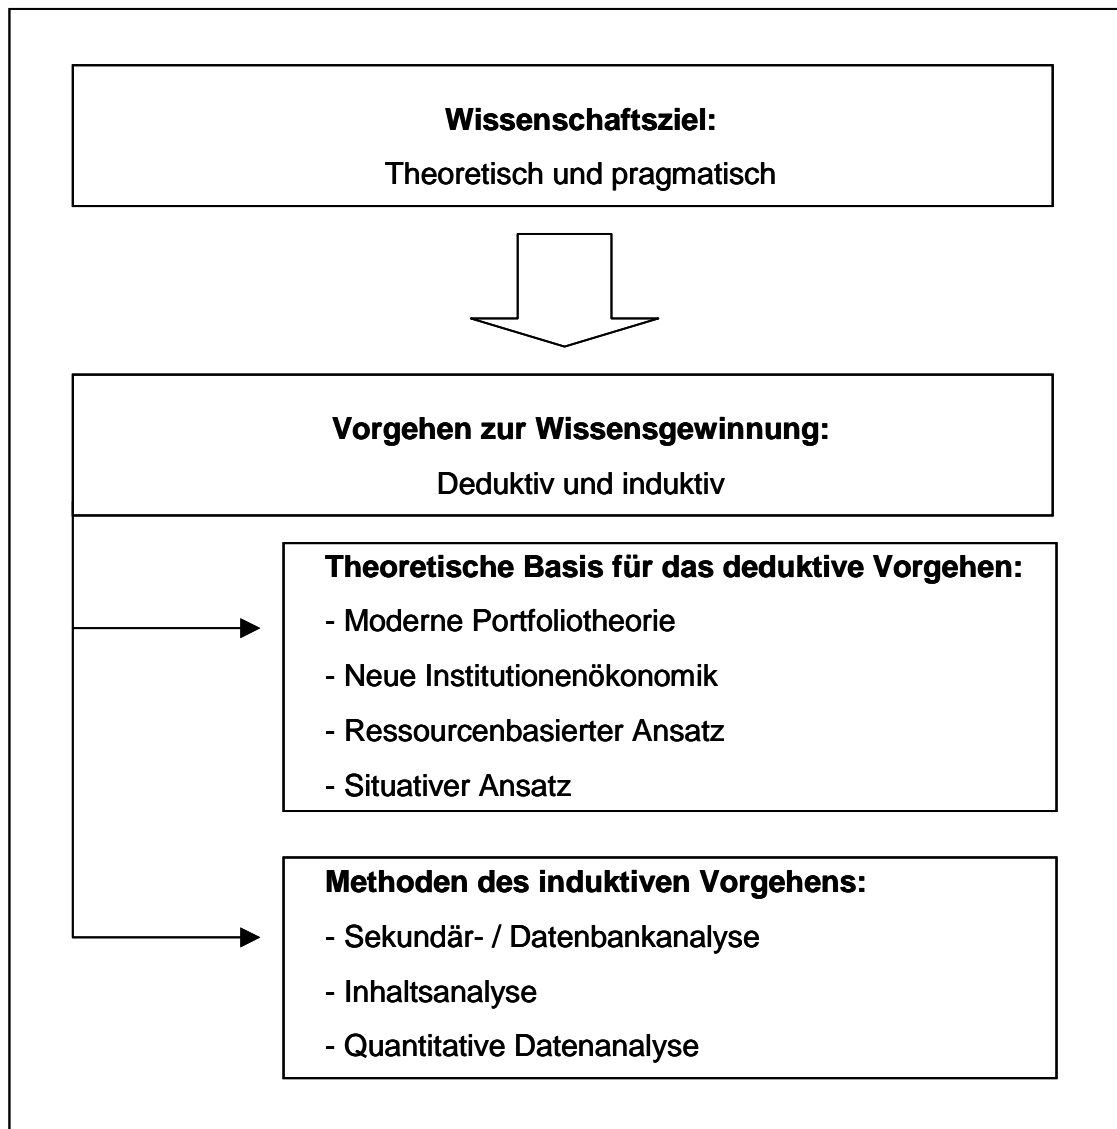 Wissenschaftsziel:
Theoretisch und pragmatisch
Vorgehen zur Wissensgewinnung:
Deduktiv und induktiv
Theoretische Basis für das deduktive Vorgehen:
- Moderne Portfoliotheorie
- Neue Institutionenökonomik
- Ressourcenbasierter Ansatz
- Situativer Ansatz
Methoden des induktiven Vorgehens:
- Sekundär- / Datenbankanalyse
- Inhaltsanalyse
- Quantitative Datenanalyse